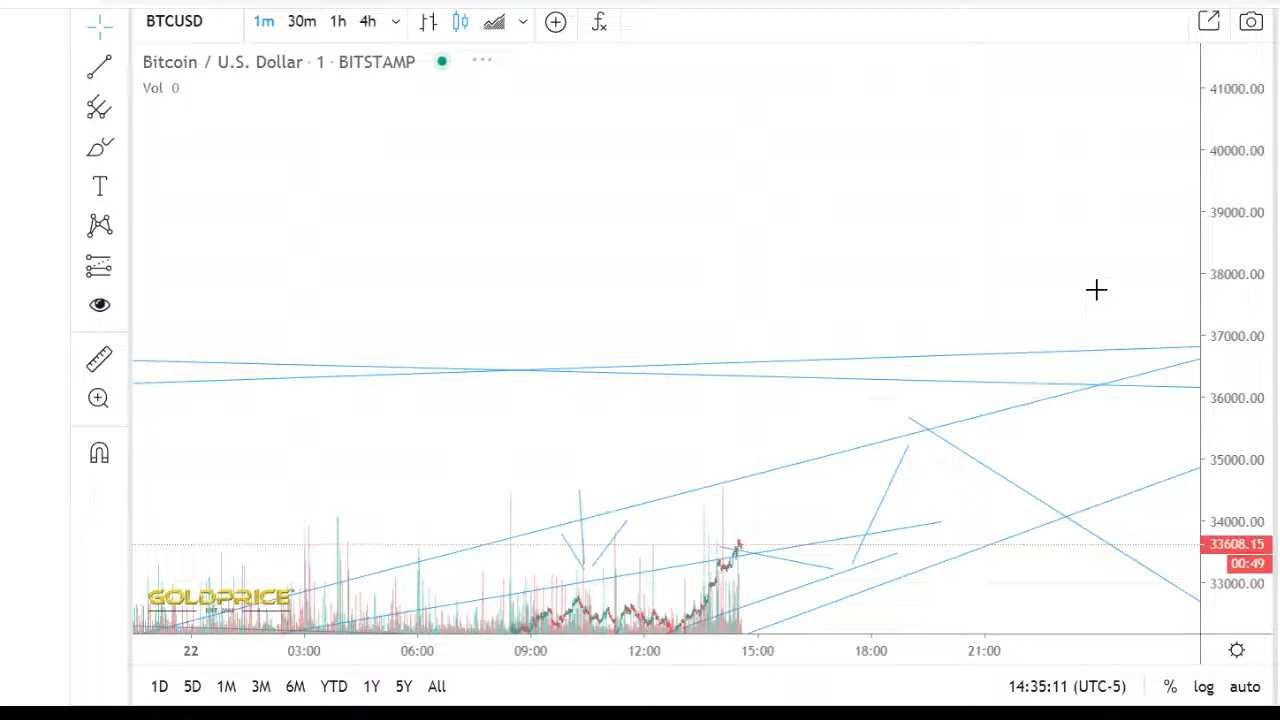 BTCUSD 1m 30m 1h 4h
Bitcoin / U.S. Dollar · 1 · BITSTAMP
Vol 0
41000.00
40000.00
39000.00
38000.00
37000.00
36000.00
35000.00
34000.00
33608.15
00:49
33000.00
GOLDPRICE
22 03:00 06:00 09:00 12:00 15:00 18:00 21:00
1D 5D 1M 3M 6M YTD 1Y 5Y All 14:35:11 (UTC-5) % log auto